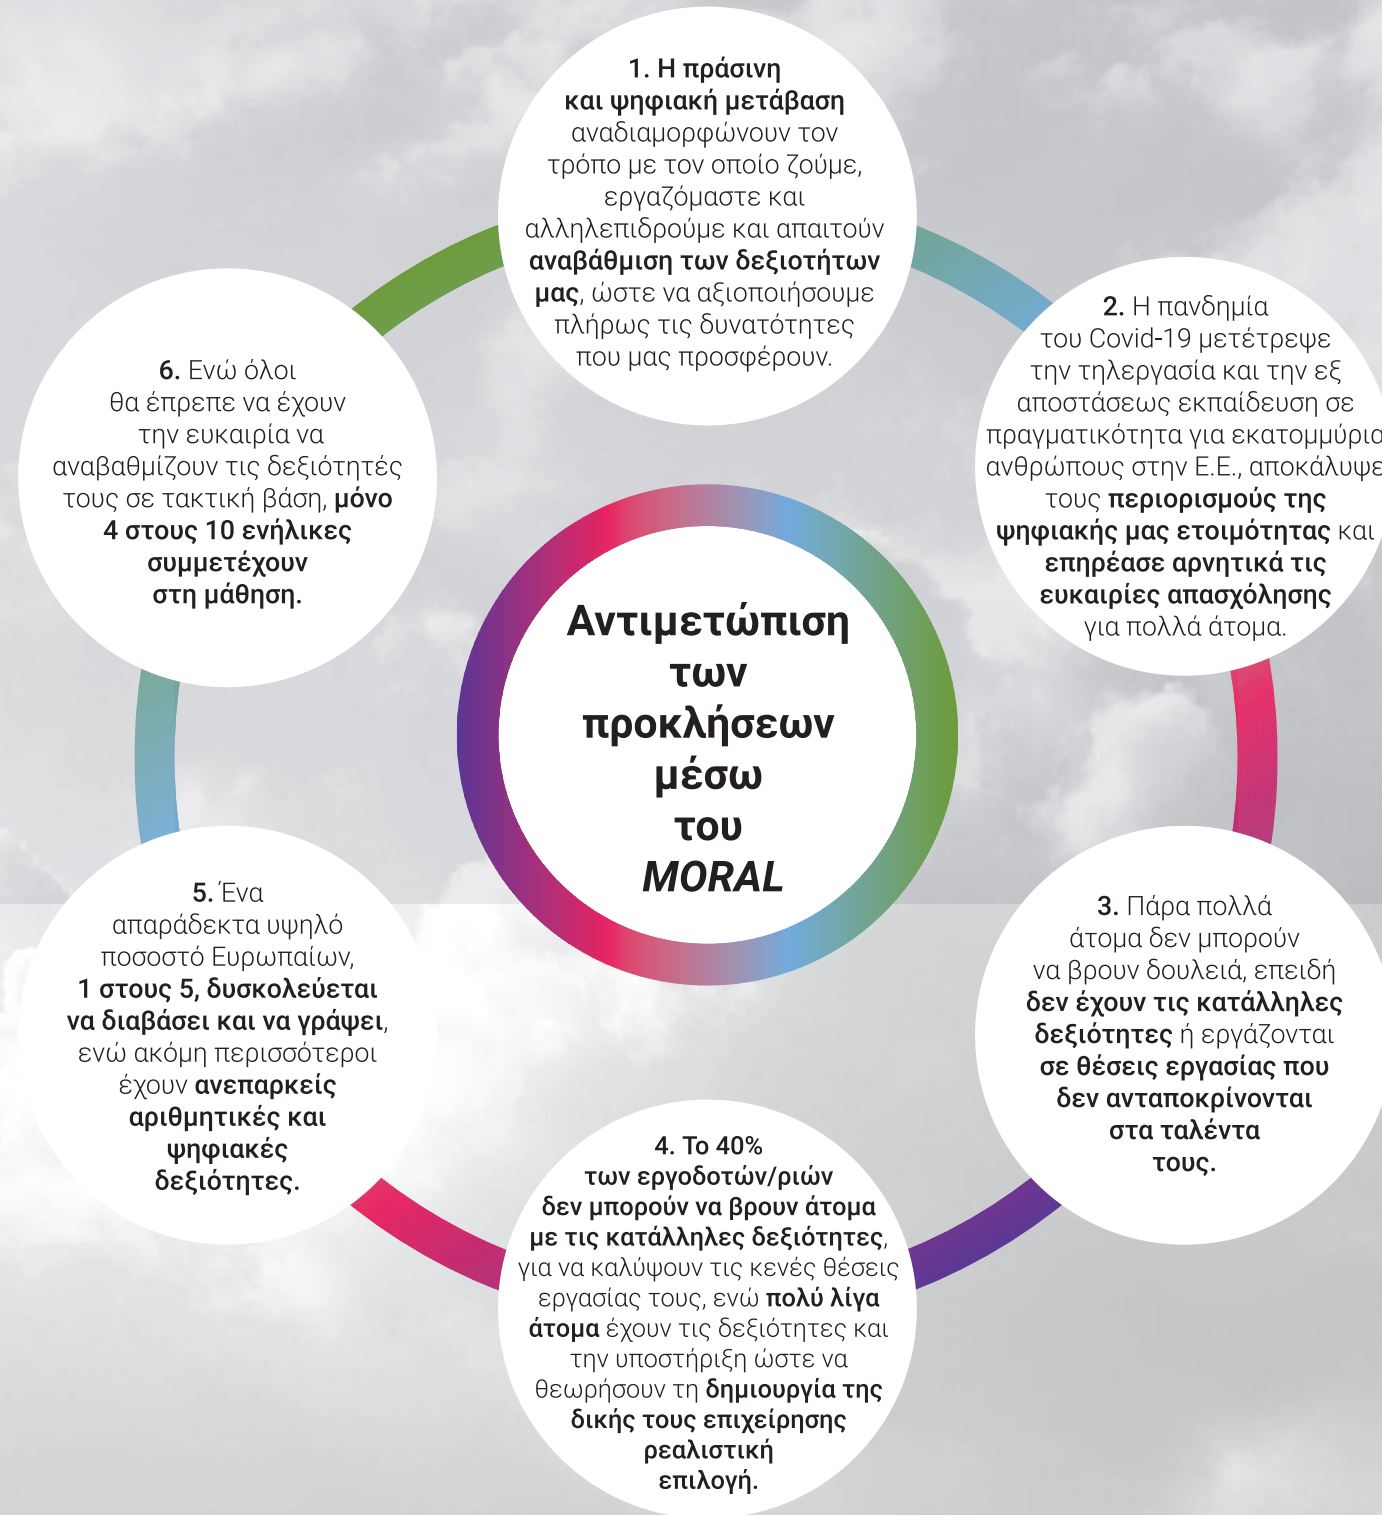 1. Η πράσινη
και ψηφιακή μετάβαση
αναδιαμορφώνουν τον
τρόπο με τον οποίο ζούμε,
εργαζόμαστε και
αλληλεπιδρούμε και απαιτούν
αναβάθμιση των δεξιοτήτων
μας, ώστε να αξιοποιήσουμε
πλήρως τις δυνατότητες
που μας προσφέρουν.
2. Η πανδημία
του Covid-19 μετέτρεψε
την τηλεργασία και την εξ
αποστάσεως εκπαίδευση σε
πραγματικότητα για εκατομμύρια
ανθρώπους στην Ε.Ε., αποκάλυψε
τους περιορισμούς της
ψηφιακής μας ετοιμότητας και
επηρέασε αρνητικά τις
ευκαιρίες απασχόλησης
για πολλά άτομα.
3. Πάρα πολλά
άτομα δεν μπορούν
να βρουν δουλειά, επειδή
δεν έχουν τις κατάλληλες
δεξιότητες ή εργάζονται
σε θέσεις εργασίας που
δεν ανταποκρίνονται
στα ταλέντα
τους.
4. Το 40%
των εργοδοτών/ριών
δεν μπορούν να βρουν άτομα
με τις κατάλληλες δεξιότητες,
για να καλύψουν τις κενές θέσεις
εργασίας τους, ενώ πολύ λίγα
άτομα έχουν τις δεξιότητες και
την υποστήριξη ώστε να
θεωρήσουν τη δημιουργία της
δικής τους επιχείρησης
ρεαλιστική
επιλογή.
5. Ένα
απαράδεκτα υψηλό
ποσοστό Ευρωπαίων,
1 στους 5, δυσκολεύεται
να διαβάσει και να γράψει,
ενώ ακόμη περισσότεροι
έχουν ανεπαρκείς
αριθμητικές και
ψηφιακές
δεξιότητες.
6. Ενώ όλοι
θα έπρεπε να έχουν
την ευκαιρία να
αναβαθμίζουν τις δεξιότητές
τους σε τακτική βάση, μόνο
4 στους 10 ενήλικες
συμμετέχουν
στη μάθηση.
Αντιμετώπιση
των
προκλήσεων
μέσω
του
MORAL